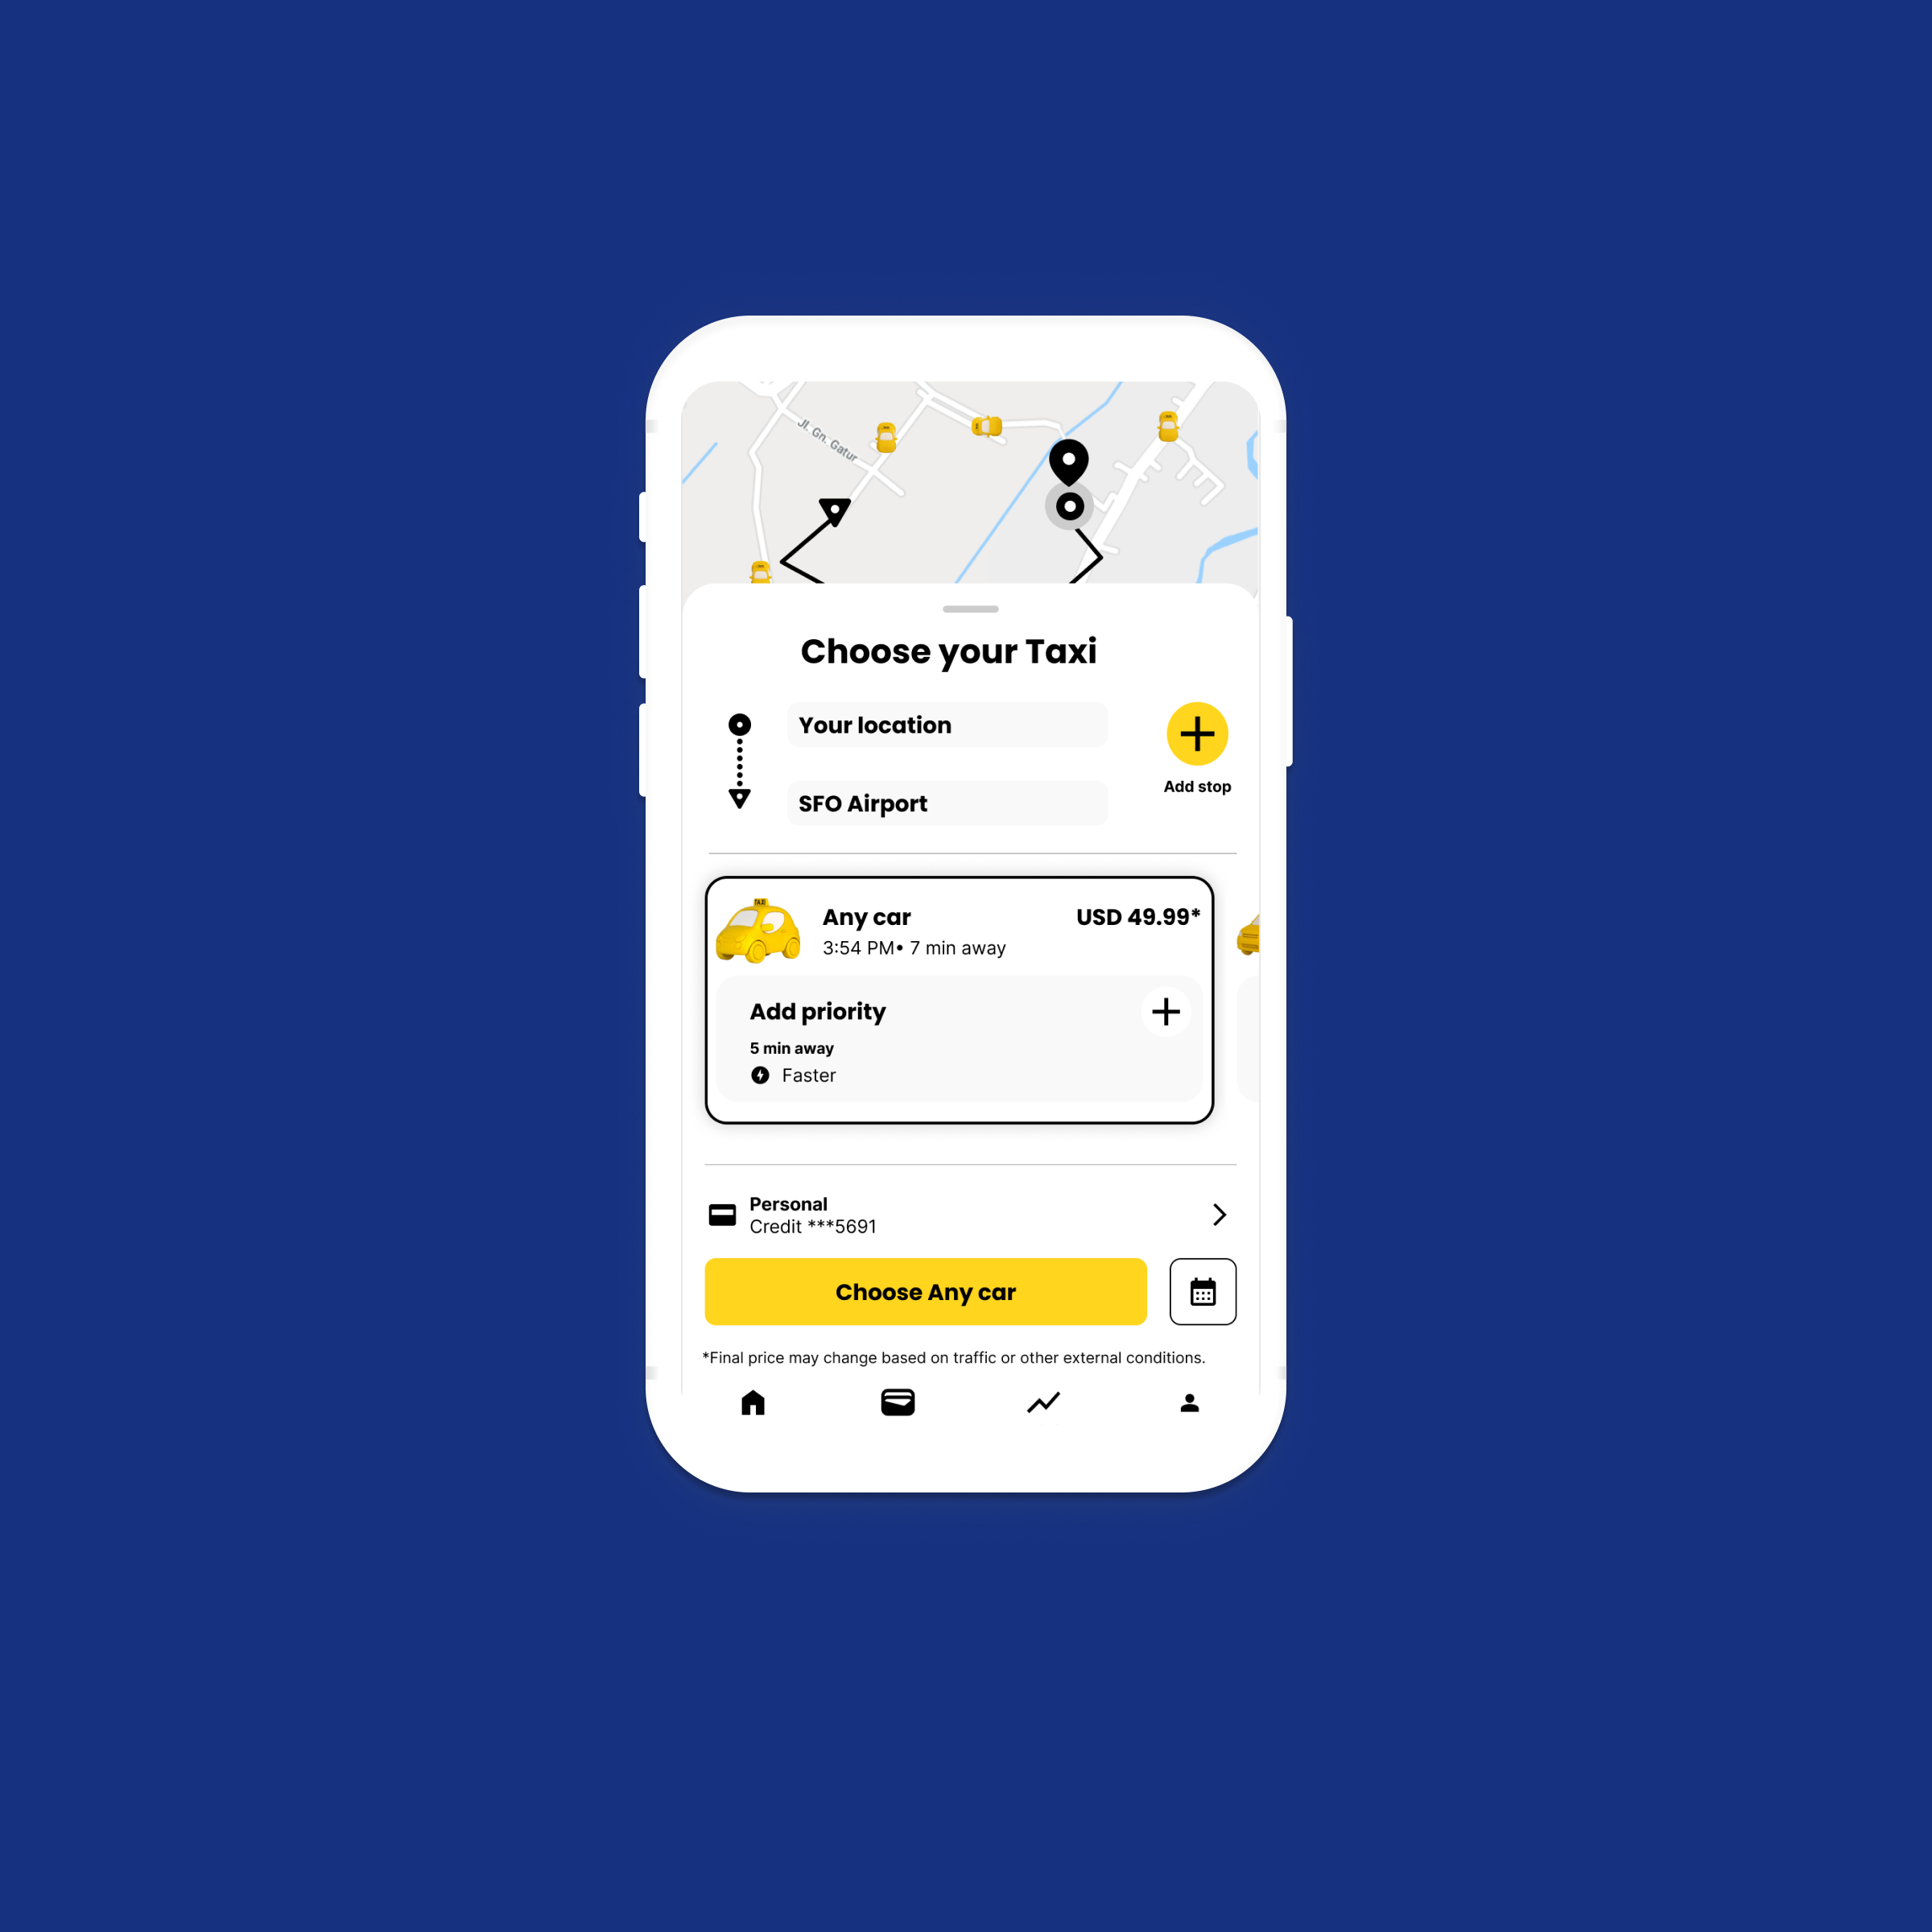 Jl. Gn. Gatur
Choose your Taxi
Your location
SFO Airport
Add stop
TAXI
Any car
USD 49.99*
3:54 PM• 7 min away
Add priority
5 min away
Faster
Personal
Credit ***5691
Choose Any car
*Final price may change based on traffic or other external conditions.